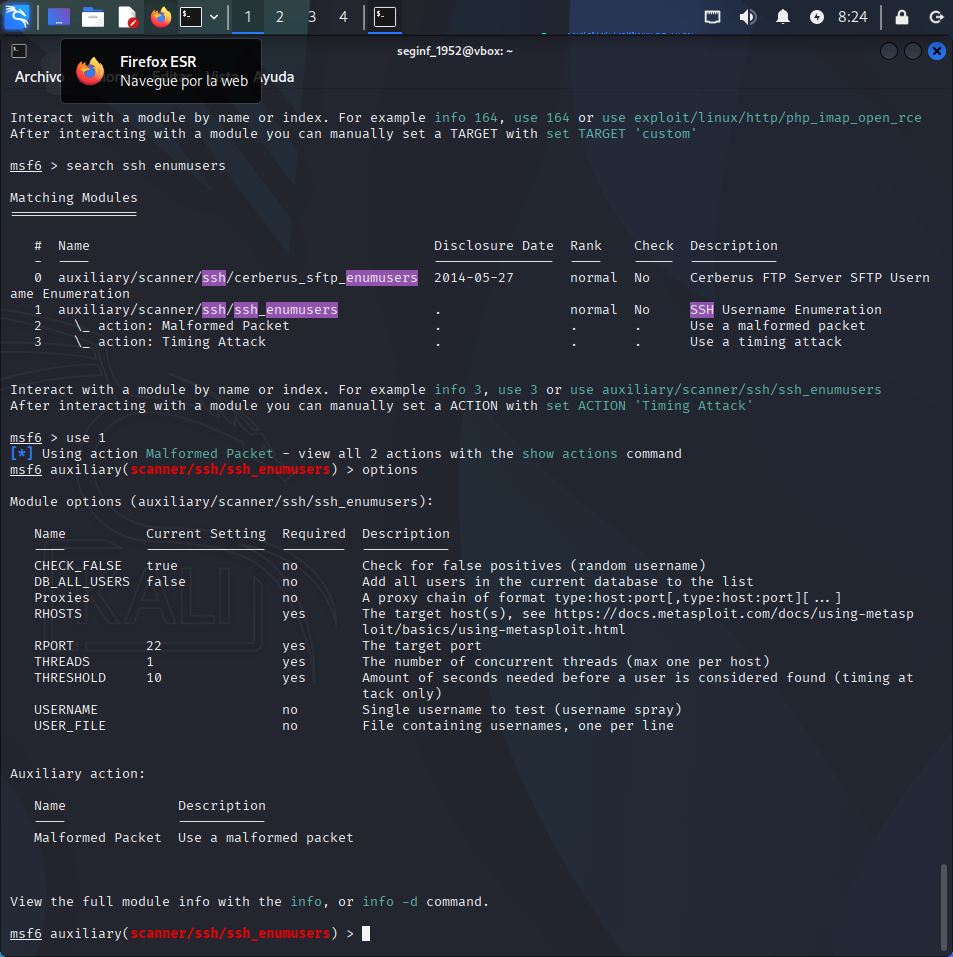 1 2 3 4 8:24
seginf_1952@vbox: ~
Archivo Acciones Editar Vista Ayuda
Firefox ESR
Navegue por la web
Interact with a module by name or index. For example info 164, use 164 or use exploit/linux/http/php_imap_open_rce
After interacting with a module you can manually set a TARGET with set TARGET 'custom'
msf6 > search ssh enumusers
Matching Modules
================
# Name Disclosure Date Rank Check Description
- ---- --------------- ---- ----- -----------
0 auxiliary/scanner/ssh/cerberus_sftp_enumusers 2014-05-27 normal No Cerberus FTP Server SFTP Usern
ame Enumeration
1 auxiliary/scanner/ssh/ssh_enumusers . normal No SSH Username Enumeration
2 \_ action: Malformed Packet . . . Use a malformed packet
3 \_ action: Timing Attack . . . Use a timing attack
Interact with a module by name or index. For example info 3, use 3 or use auxiliary/scanner/ssh/ssh_enumusers
After interacting with a module you can manually set a ACTION with set ACTION 'Timing Attack'
msf6 > use 1
[*] Using action Malformed Packet - view all 2 actions with the show actions command
msf6 auxiliary(scanner/ssh/ssh_enumusers) > options
Module options (auxiliary/scanner/ssh/ssh_enumusers):
Name Current Setting Required Description
---- --------------- -------- -----------
CHECK_FALSE true no Check for false positives (random username)
DB_ALL_USERS false no Add all users in the current database to the list
Proxies no A proxy chain of format type:host:port[,type:host:port][...]
RHOSTS yes The target host(s), see https://docs.metasploit.com/docs/using-metasp
loit/basics/using-metasploit.html
RPORT 22 yes The target port
THREADS 1 yes The number of concurrent threads (max one per host)
THRESHOLD 10 yes Amount of seconds needed before a user is considered found (timing at
tack only)
USERNAME no Single username to test (username spray)
USER_FILE no File containing usernames, one per line
Auxiliary action:
Name Description
---- -----------
Malformed Packet Use a malformed packet
View the full module info with the info, or info -d command.
msf6 auxiliary(scanner/ssh/ssh_enumusers) >
KALI